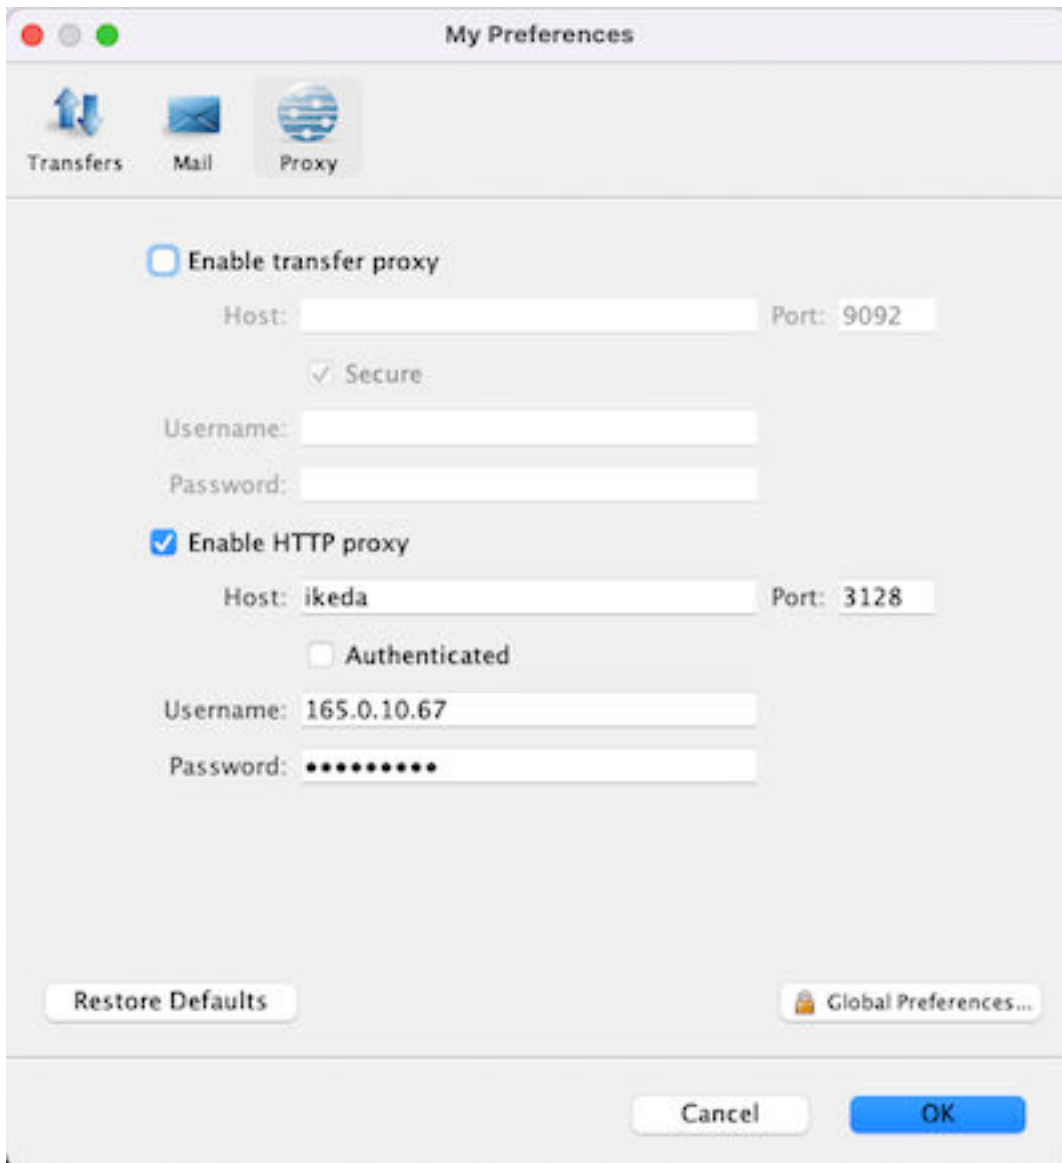 My Preferences
Transfers Mail Proxy
Enable transfer proxy
Host: Port: 9092
Secure
Username:
Password:
Enable HTTP proxy
Host: ikeda Port: 3128
Authenticated
Username: 165.0.10.67
Password: •••••••••
Restore Defaults Global Preferences...
Cancel OK